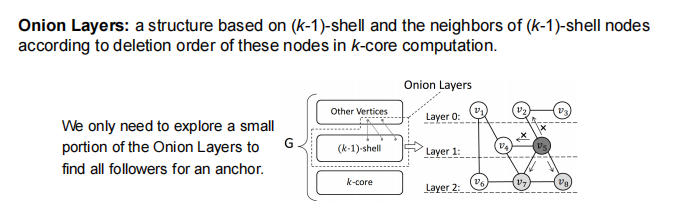 Onion Layers: a structure based on (k-1)-shell and the neighbors of (k-1)-shell nodes
according to deletion order of these nodes in k-core computation.
Onion Layers
We only need to explore a small
portion of the Onion Layers to
find all followers for an anchor.
G
Other Vertices
(k-1)-shell
k-core
Layer 0:
v1
v2
v3
x
x
Layer 1:
v4
v5
Layer 2:
v6
v7
v8